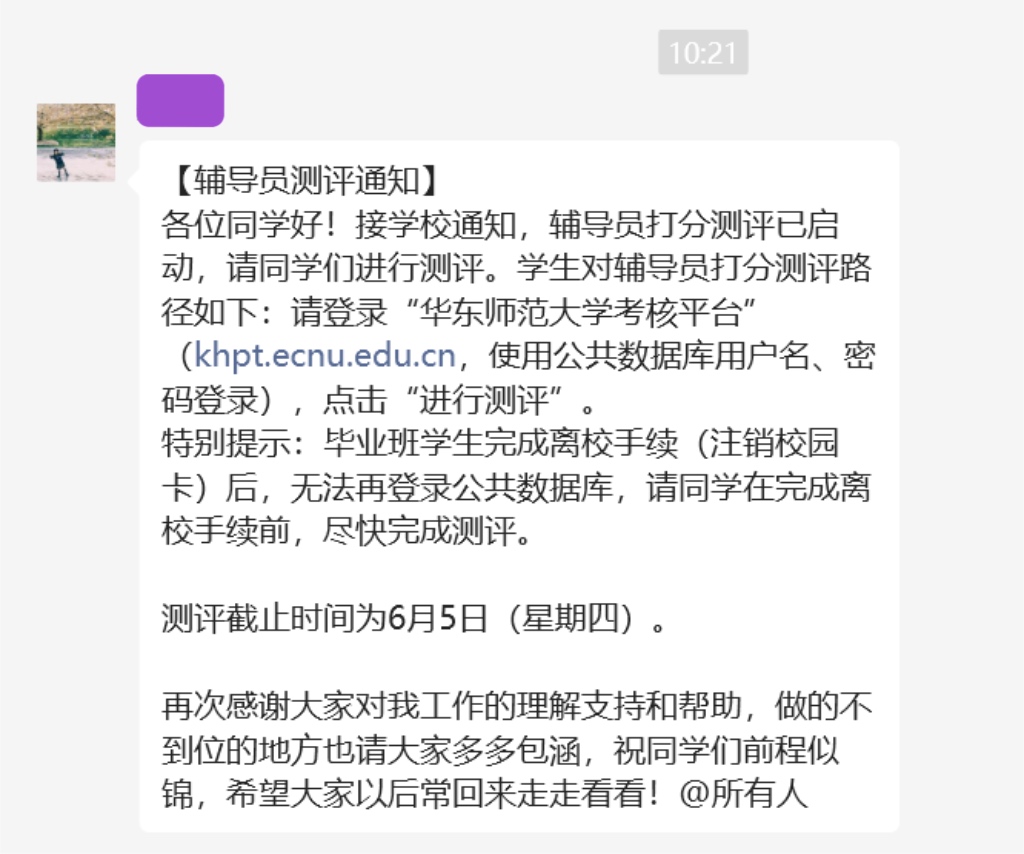 10:21
【辅导员测评通知】
各位同学好！接学校通知，辅导员打分测评已启
动，请同学们进行测评。学生对辅导员打分测评路
径如下：请登录“华东师范大学考核平台”
（khpt.ecnu.edu.cn，使用公共数据库用户名、密
码登录），点击“进行测评”。
特别提示：毕业班学生完成离校手续（注销校园
卡）后，无法再登录公共数据库，请同学在完成离
校手续前，尽快完成测评。
测评截止时间为6月5日（星期四）。
再次感谢大家对我工作的理解支持和帮助，做的不
到位的地方也请大家多多包涵，祝同学们前程似
锦，希望大家以后常回来走走看看！@所有人